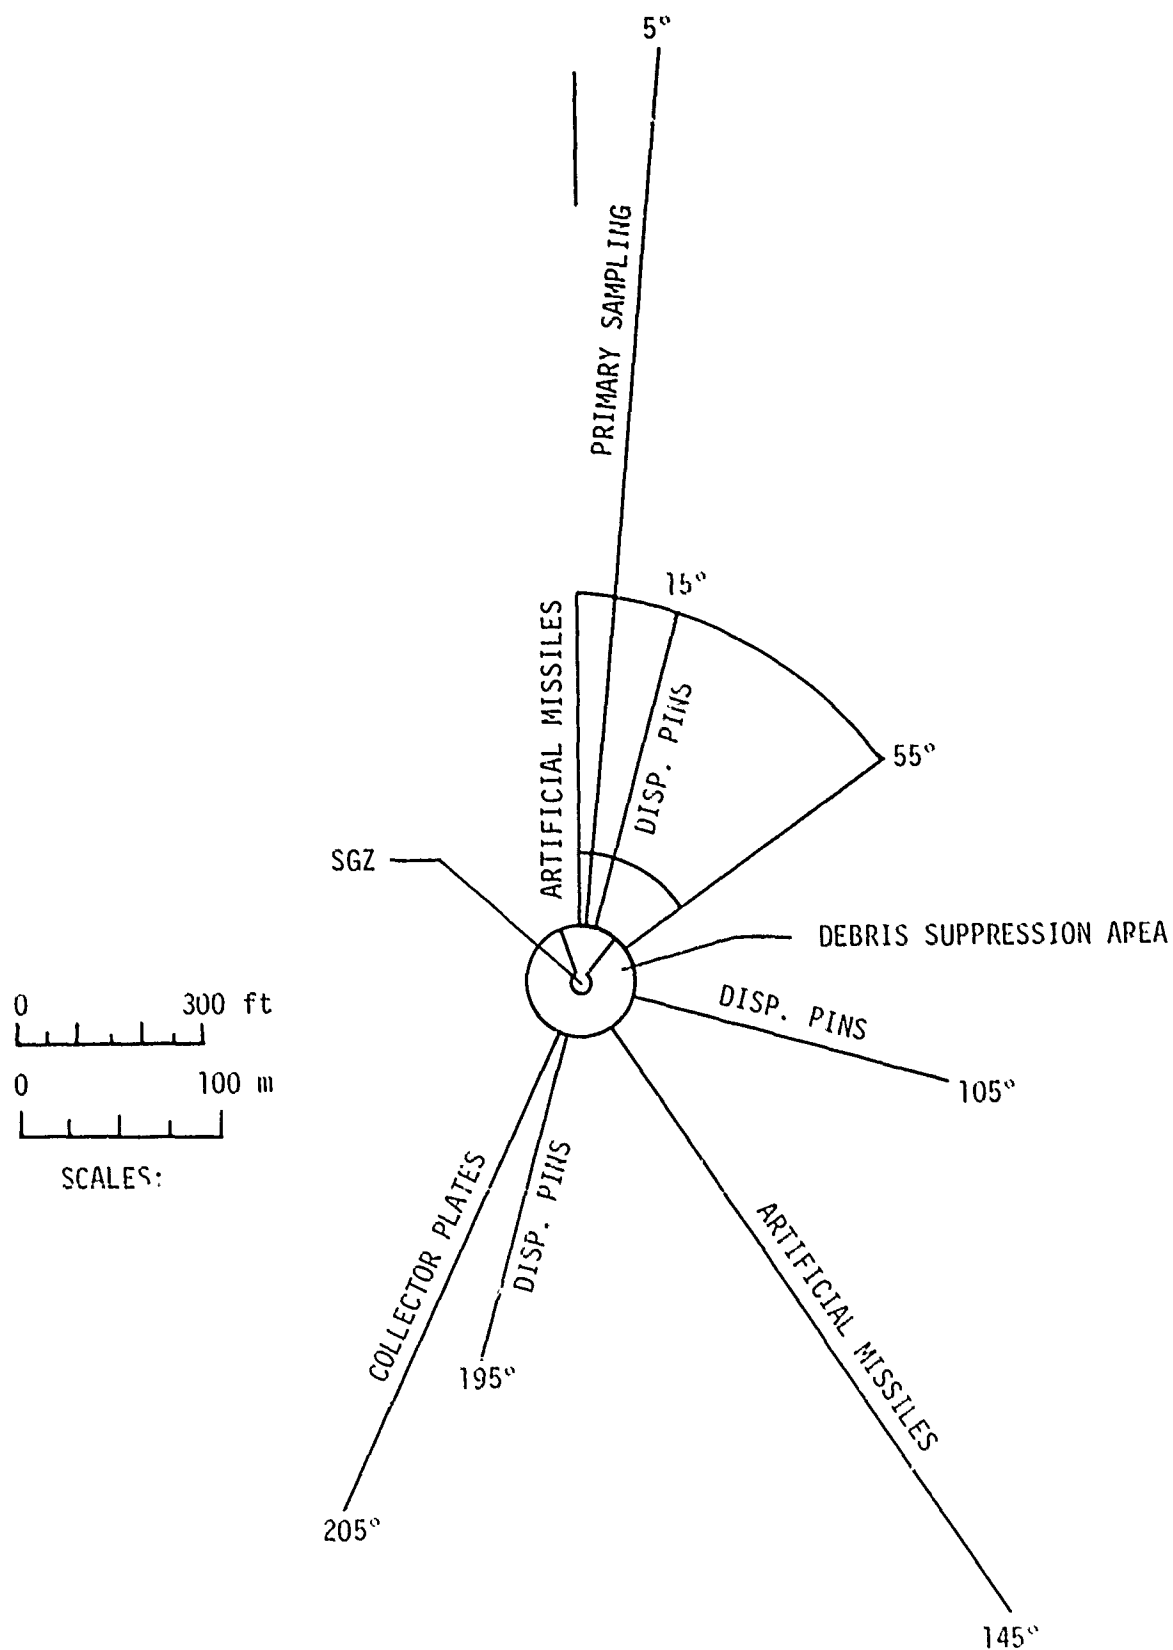 5°
PRIMARY SAMPLING
15°
ARTIFICIAL MISSILES
DISP. PINS
55°
SGZ
DEBRIS SUPPRESSION AREA
0 300 ft
DISP. PINS
0 100 m
105°
SCALES:
COLLECTOR PLATES
DISP. PINS
ARTIFICIAL MISSILES
195°
205°
145°